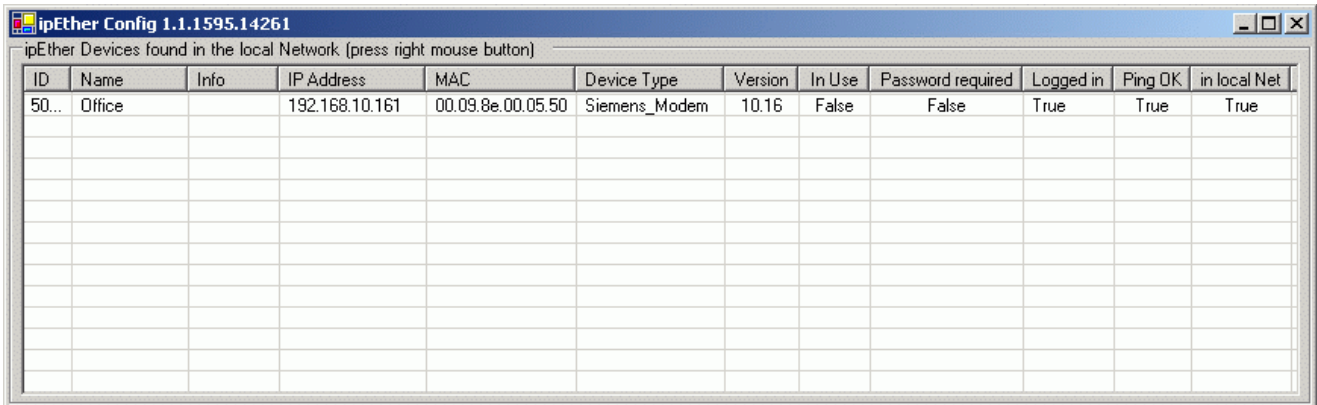 ipEther Config 1.1.1595.14261
ipEther Devices found in the local Network (press right mouse button)
ID Name Info IP Address MAC Device Type Version In Use Password required Logged in Ping OK in local Net
50... Office 192.168.10.161 00.09.8e.00.05.50 Siemens_Modem 10.16 False False True True True